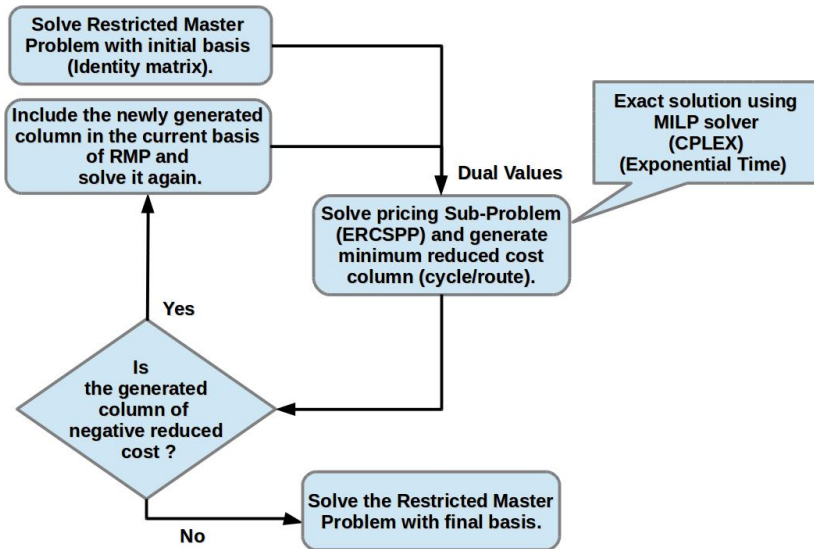 Solve Restricted Master
Problem with initial basis
(Identity matrix).
Include the newly generated
column in the current basis
of RMP and
solve it again.
Exact solution using
MILP solver
(CPLEX)
(Exponential Time)
Dual Values
Solve pricing Sub-Problem
(ERCSPP) and generate
minimum reduced cost
column (cycle/route).
Yes
Is
the generated
column of
negative reduced
cost ?
No
Solve the Restricted Master
Problem with final basis.